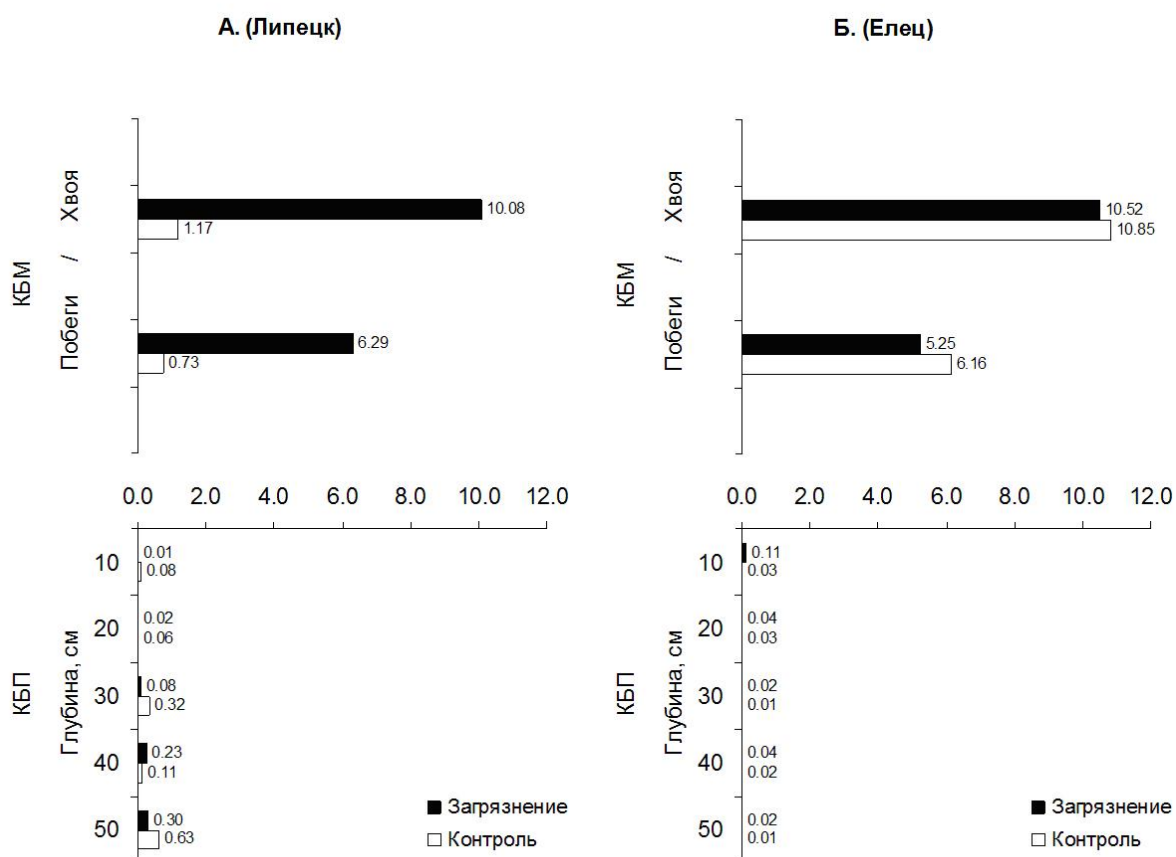 А. (Липецк)
КБМ
Побеги / Хвоя
10.08
1.17
6.29
0.73
0.0 2.0 4.0 6.0 8.0 10.0 12.0
КБП
Глубина, см
10
0.01
0.08
20
0.02
0.06
30
0.08
0.32
40
0.23
0.11
50
0.30
0.63
Загрязнение
Контроль
Б. (Елец)
КБМ
Побеги / Хвоя
10.52
10.85
5.25
6.16
0.0 2.0 4.0 6.0 8.0 10.0 12.0
КБП
Глубина, см
10
0.11
0.03
20
0.04
0.03
30
0.02
0.01
40
0.04
0.02
50
0.02
0.01
Загрязнение
Контроль